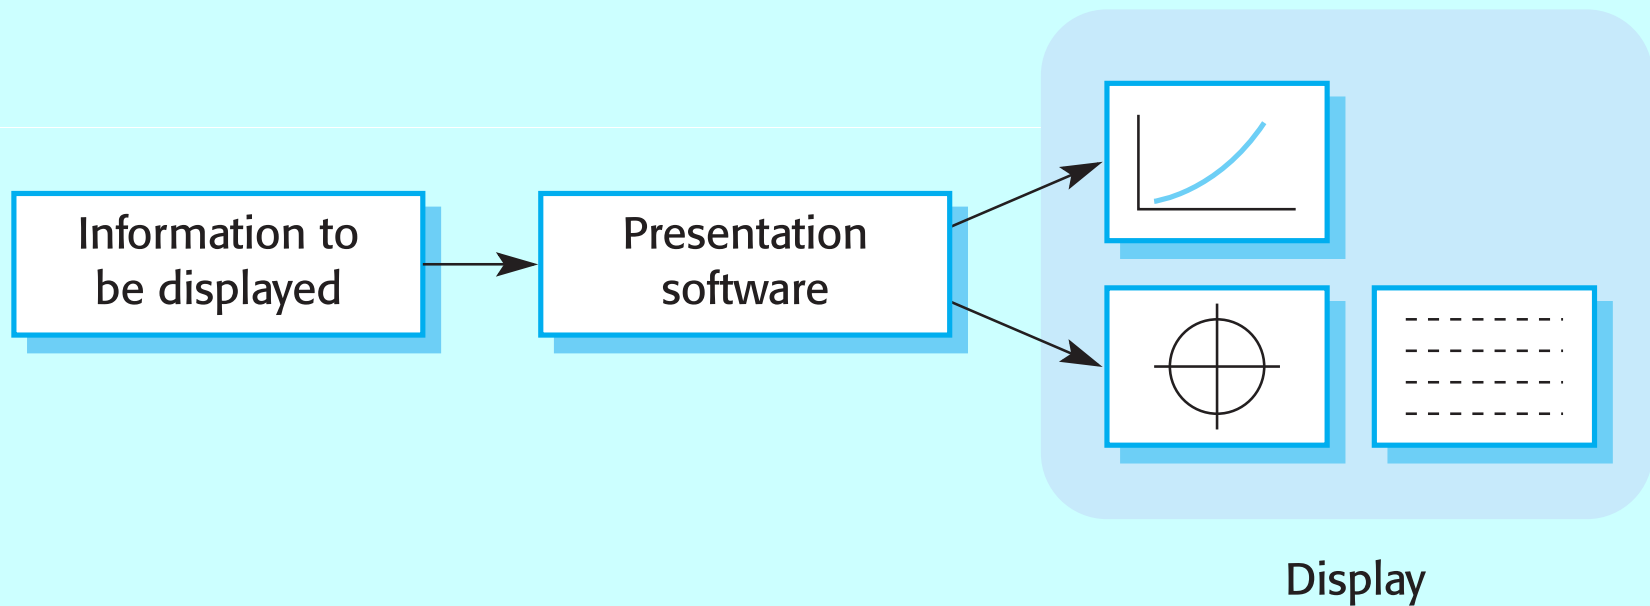 Information to
be displayed
Presentation
software
Display